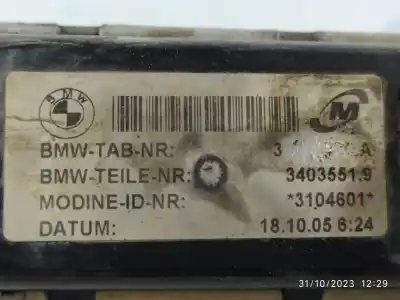 BMW
M
BMW-TAB-NR: 3 A
BMW-TEILE-NR: 3403551.9
MODINE-ID-NR: *3104601*
DATUM: 18.10.05 6:24
31/10/2023 12:29